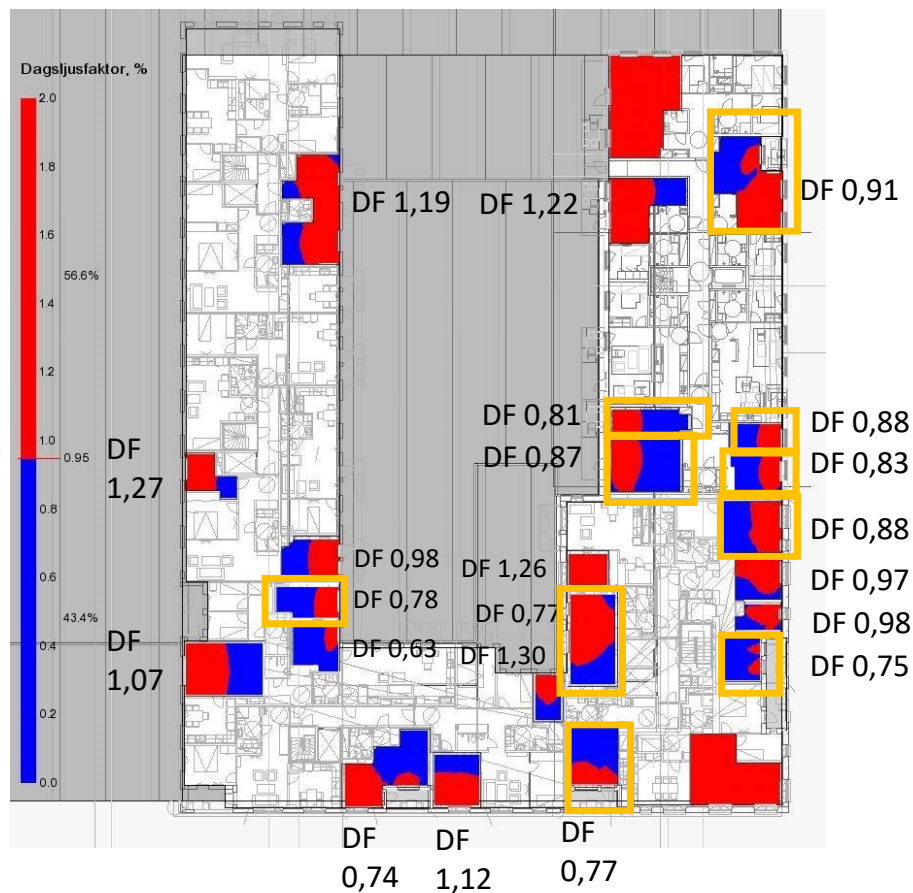 Dagsljusfaktor, %
2.0
1.8
1.6
56.6%
1.4
1.2
1.0
0.95
0.8
0.6
43.4%
0.4
0.2
0.0
DF 1,19
DF 1,22
DF 0,91
DF 0,81
DF 0,87
DF 0,88
DF 0,83
DF 0,88
DF
1,27
DF 0,98
DF 1,26
DF 0,97
DF 0,78
DF 0,77
DF 0,98
DF
1,07
DF 0,63
DF 1,30
DF 0,75
DF
0,74
DF
1,12
DF
0,77